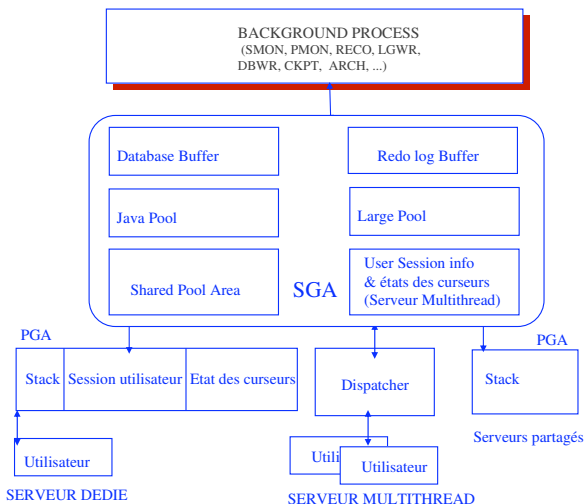 BACKGROUND PROCESS
(SMON, PMON, RECO, LGWR,
DBWR, CKPT, ARCH, ...)
Database Buffer
Redo log Buffer
Java Pool
Large Pool
Shared Pool Area
SGA
User Session info
& états des curseurs
(Serveur Multithread)
PGA
PGA
Stack
Session utilisateur
Etat des curseurs
Dispatcher
Stack
Serveurs partagés
Utilisateur
Utili
Utilisateur
SERVEUR DEDIE
SERVEUR MULTITHREAD